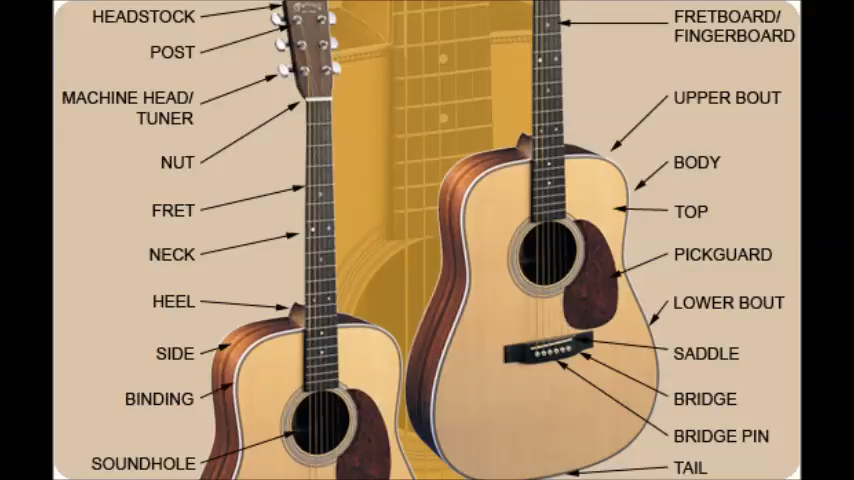 HEADSTOCK
POST
MACHINE HEAD/
TUNER
NUT
FRET
NECK
HEEL
SIDE
BINDING
SOUNDHOLE
FRETBOARD/
FINGERBOARD
UPPER BOUT
BODY
TOP
PICKGUARD
LOWER BOUT
SADDLE
BRIDGE
BRIDGE PIN
TAIL